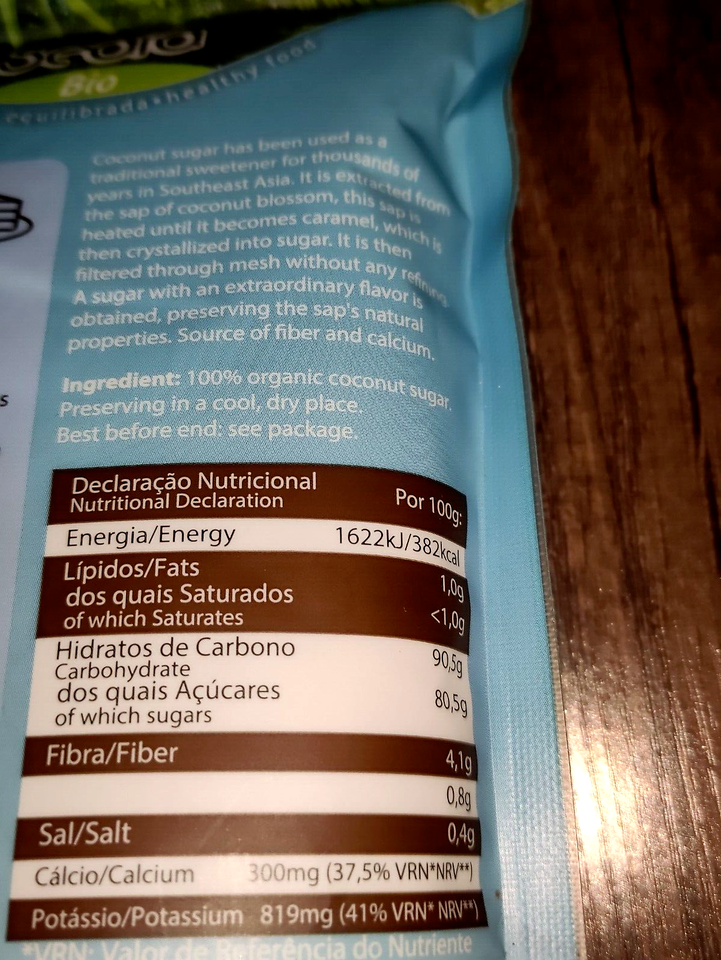 Bio
equilibrada•healthy food
Coconut sugar has been used as a
traditional sweetener for thousands of
years in Southeast Asia. It is extracted from
the sap of coconut blossom, this sap is
heated until it becomes caramel, which is
then crystallized into sugar. It is then
filtered through mesh without any refining.
A sugar with an extraordinary flavor is
obtained, preserving the sap's natural
properties. Source of fiber and calcium.
Ingredient: 100% organic coconut sugar.
Preserving in a cool, dry place.
Best before end: see package.
Declaração Nutricional
Nutritional Declaration Por 100g:
Energia/Energy 1622kJ/382kcal
Lípidos/Fats 1,0g
dos quais Saturados
of which Saturates <1,0g
Hidratos de Carbono
Carbohydrate 90,5g
dos quais Açúcares
of which sugars 80,5g
Fibra/Fiber 4,1g
0,8g
Sal/Salt 0,4g
Cálcio/Calcium 300mg (37,5% VRN*NRV**)
Potássio/Potassium 819mg (41% VRN* NRV**)
*VRN: Valor de Referência do Nutriente